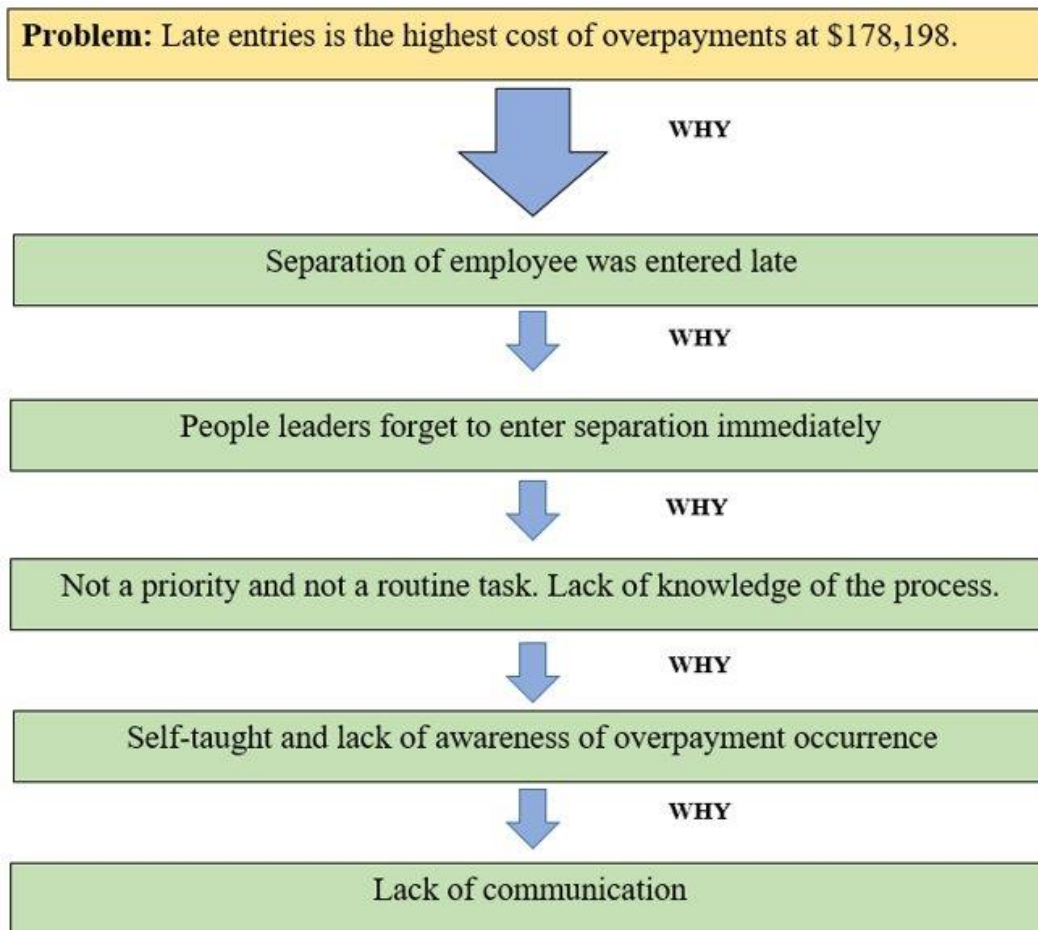 Problem: Late entries is the highest cost of overpayments at $178,198.
WHY
Separation of employee was entered late
WHY
People leaders forget to enter separation immediately
WHY
Not a priority and not a routine task. Lack of knowledge of the process.
WHY
Self-taught and lack of awareness of overpayment occurrence
WHY
Lack of communication